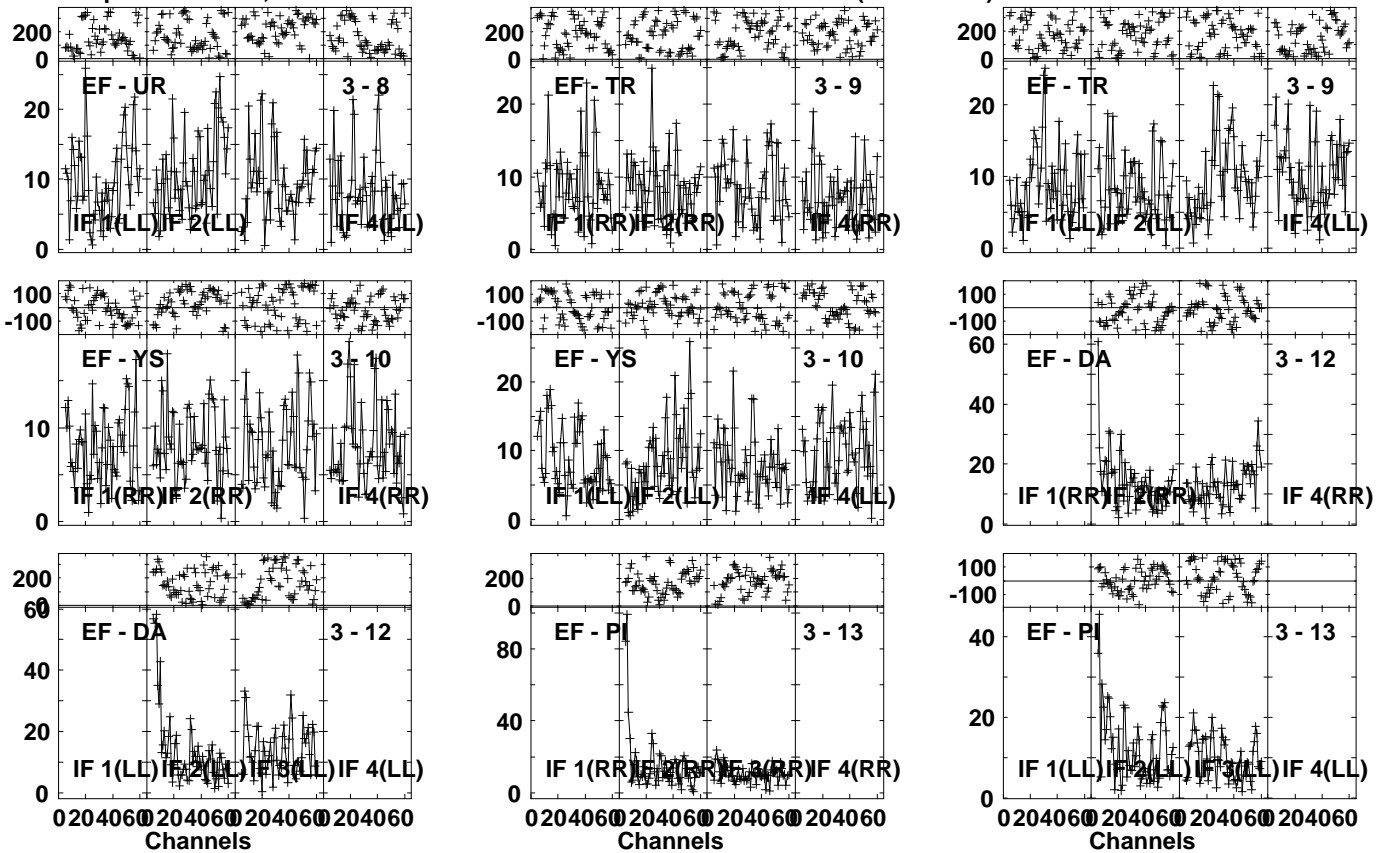 200
0
EF - UR 3 - 8
20
10
0
IF 1(LL) IF 2(LL) IF 4(LL)
EF - TR 3 - 9
20
10
0
IF 1(RR) IF 2(RR) IF 4(RR)
200
0
EF - TR 3 - 9
20
10
0
IF 1(LL) IF 2(LL) IF 4(LL)
100
-100
EF - YS 3 - 10
10
0
IF 1(RR) IF 2(RR) IF 4(RR)
100
-100
EF - YS 3 - 10
20
10
0
IF 1(LL) IF 2(LL) IF 4(LL)
100
-100
EF - DA 3 - 12
60
40
20
0
IF 1(RR) IF 2(RR) IF 4(RR)
200
0
EF - DA 3 - 12
60
40
20
0
IF 1(LL) IF 2(LL) IF 3(LL) IF 4(LL)
200
0
EF - PI 3 - 13
80
40
0
IF 1(RR) IF 2(RR) IF 3(RR) IF 4(RR)
100
-100
EF - PI 3 - 13
40
20
0
IF 1(LL) IF 2(LL) IF 3(LL) IF 4(LL)
0 20 40 60 0 20 40 60 0 20 40 60 0 20 40 60
Channels
0 20 40 60 0 20 40 60 0 20 40 60 0 20 40 60
Channels
0 20 40 60 0 20 40 60 0 20 40 60 0 20 40 60
Channels